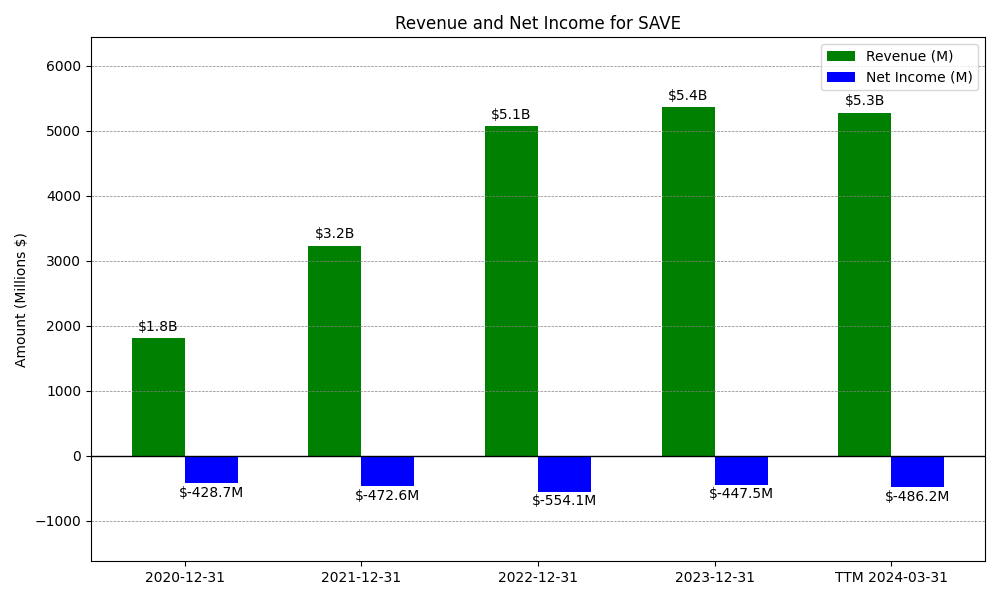 Revenue and Net Income for SAVE
Revenue (M)
Net Income (M)
Amount (Millions $)
6000
5000
4000
3000
2000
1000
0
−1000
$1.8B
$3.2B
$5.1B
$5.4B
$5.3B
$-428.7M
$-472.6M
$-554.1M
$-447.5M
$-486.2M
2020-12-31
2021-12-31
2022-12-31
2023-12-31
TTM 2024-03-31